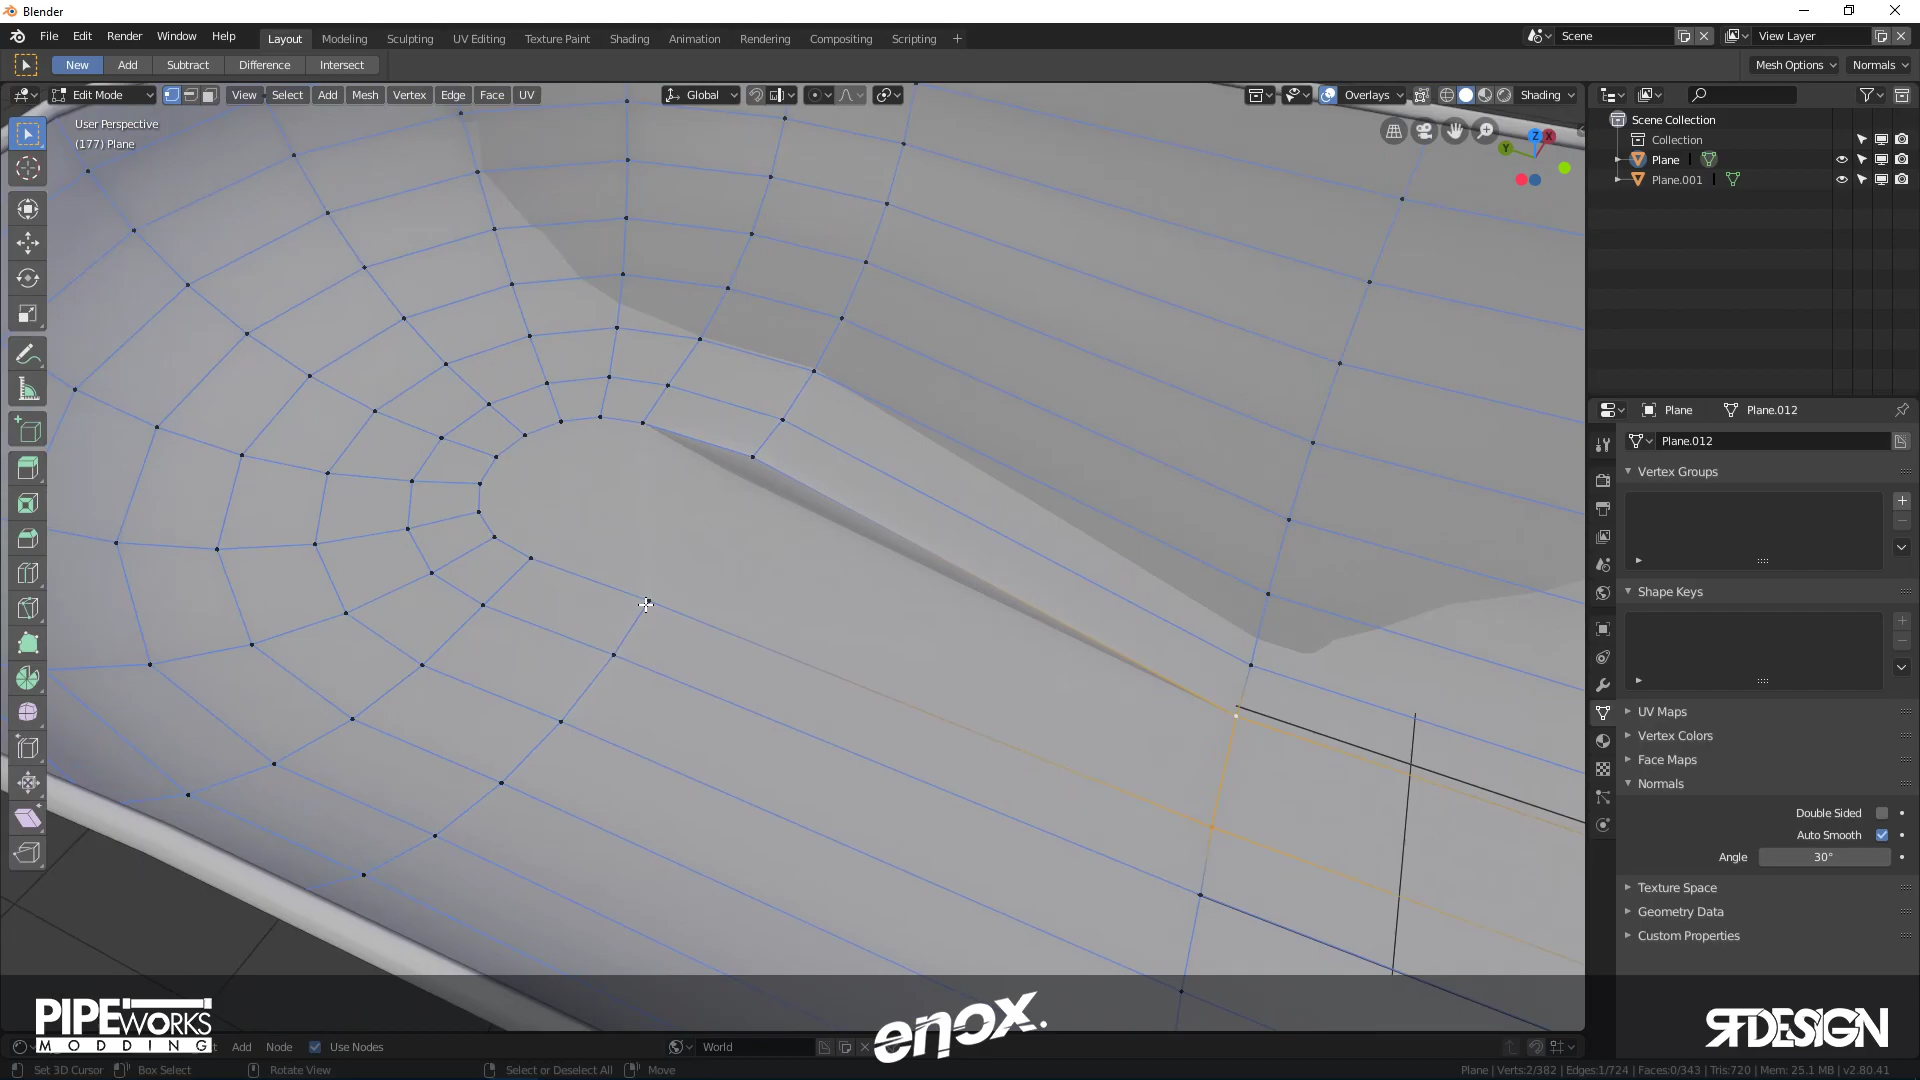 Blender
File Edit Render Window Help Layout Modeling Sculpting UV Editing Texture Paint Shading Animation Rendering Compositing Scripting + Scene View Layer
New Add Subtract Difference Intersect Mesh Options Normals
Edit Mode View Select Add Mesh Vertex Edge Face UV Global Overlays Shading
User Perspective
(177) Plane
Z X Y
Scene Collection
Collection
Plane
Plane.001
Plane Plane.012
Plane.012
Vertex Groups
Shape Keys
UV Maps
Vertex Colors
Face Maps
Normals
Double Sided
Auto Smooth
Angle 30°
Texture Space
Geometry Data
Custom Properties
PIPEWORKS
MODDING
enox.
SRFDESIGN
Add Node Use Nodes World
Set 3D Cursor Box Select Rotate View Select or Deselect All Move Plane | Verts:2/382 | Edges:1/724 | Faces:0/343 | Tris:720 | Mem: 25.1 MB | v2.80.41